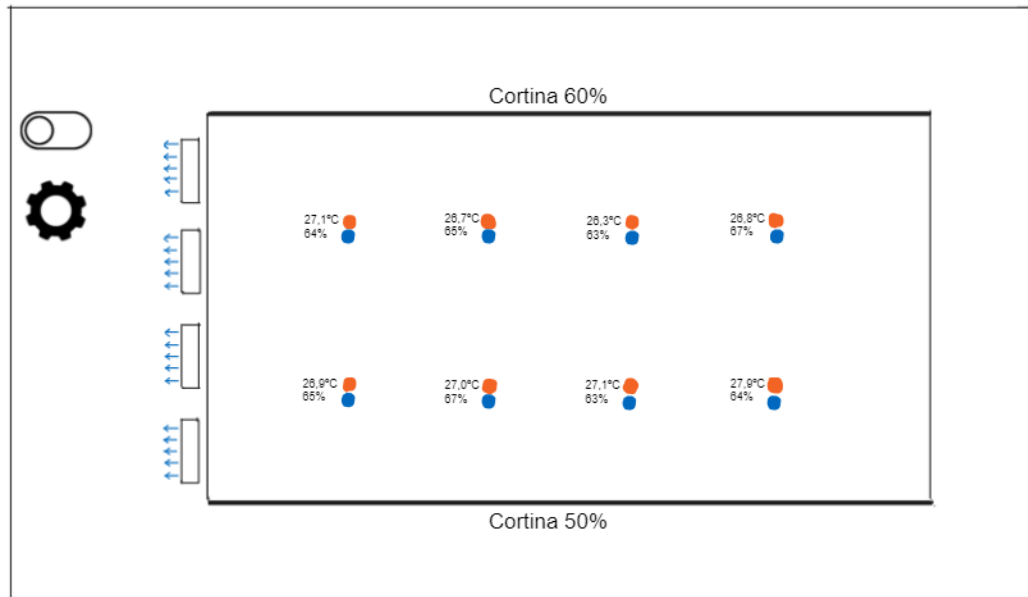 Cortina 60%
27,1ºC
64%
26,7ºC
65%
26,3ºC
63%
26,8ºC
67%
26,9ºC
65%
27,0ºC
67%
27,1ºC
63%
27,9ºC
64%
Cortina 50%